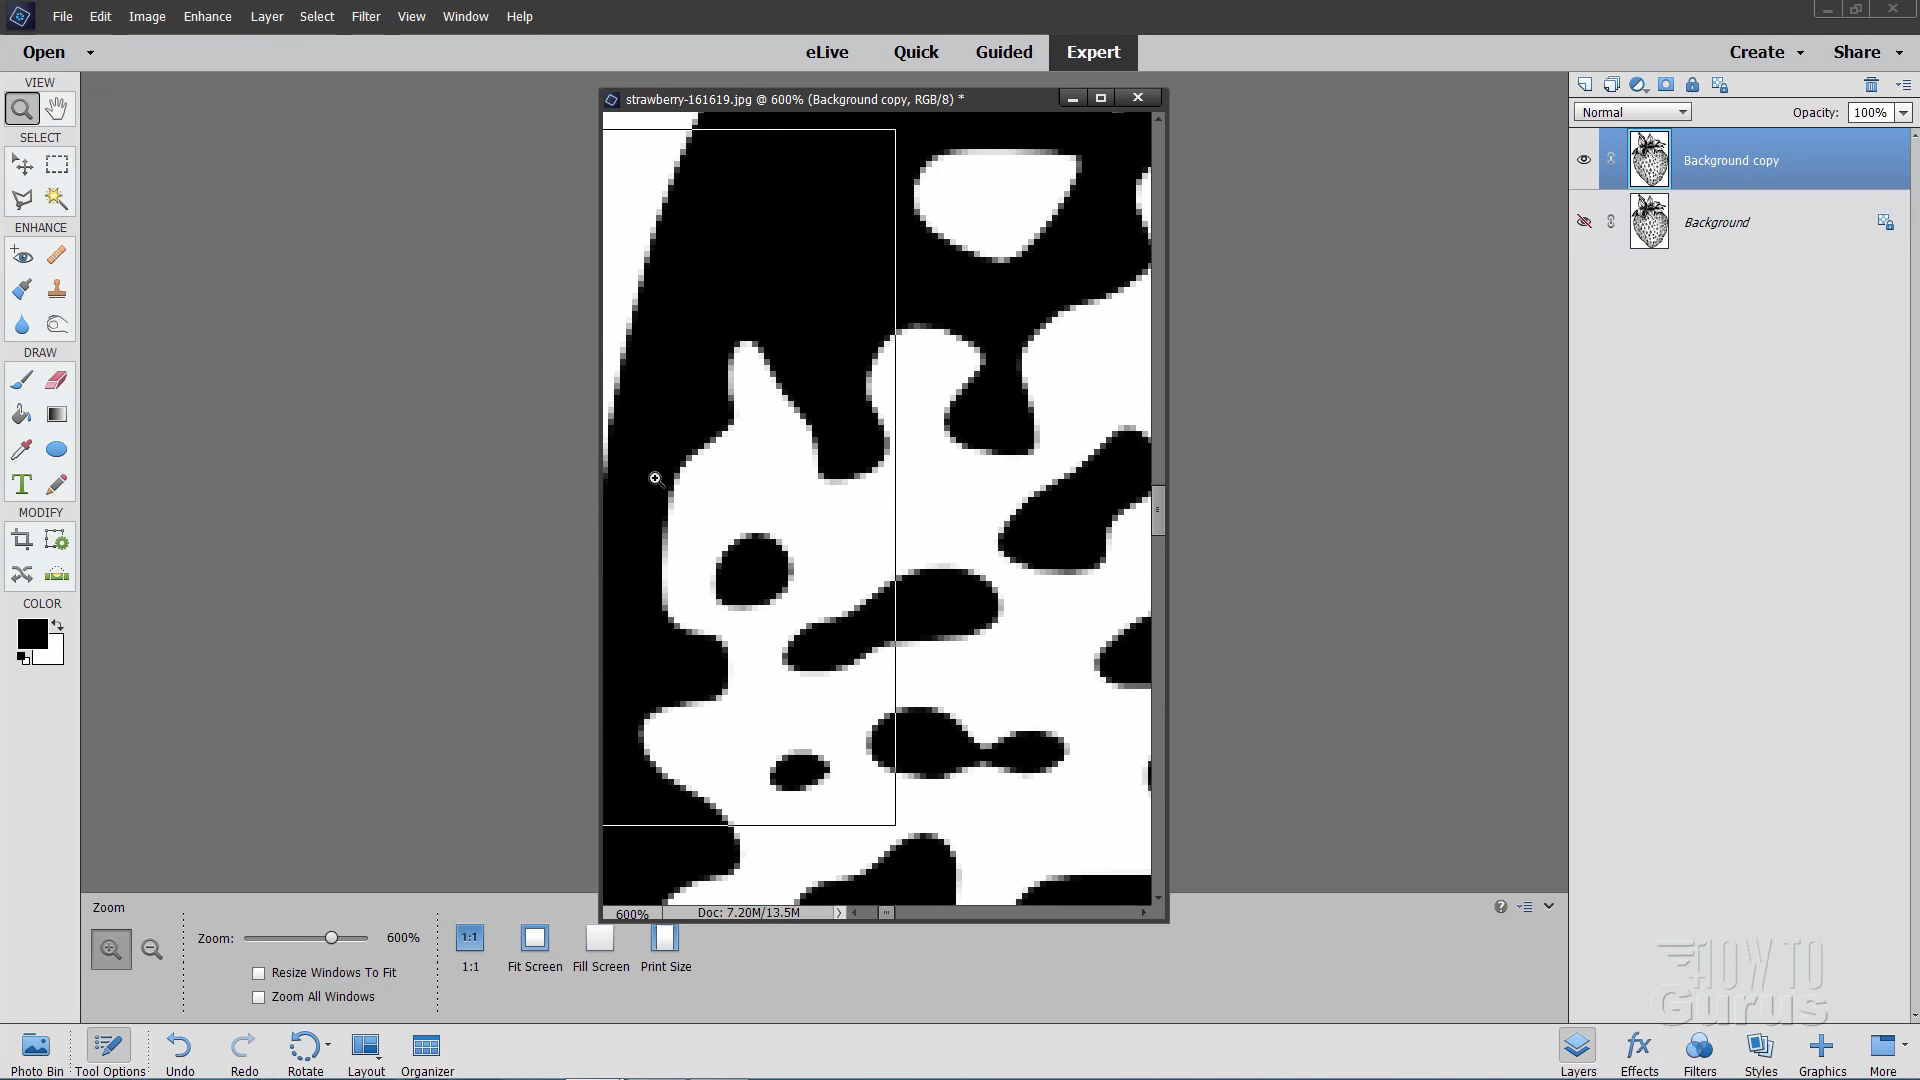 File Edit Image Enhance Layer Select Filter View Window Help
Open eLive Quick Guided Expert Create Share
VIEW
SELECT
ENHANCE
DRAW
T
MODIFY
COLOR
strawberry-161619.jpg @ 600% (Background copy, RGB/8) *
600% Doc: 7.20M/13.5M
Normal Opacity: 100%
Background copy
Background
Zoom
Zoom: 600%
Resize Windows To Fit
Zoom All Windows
1:1
1:1 Fit Screen Fill Screen Print Size
HOW TO
Gurus
Photo Bin Tool Options Undo Redo Rotate Layout Organizer
fx
Layers Effects Filters Styles Graphics More